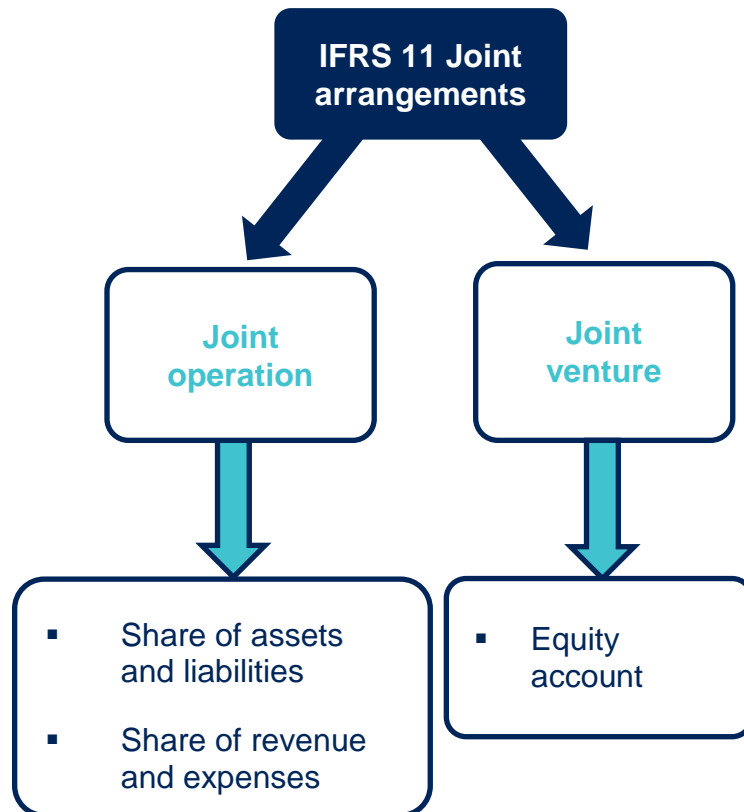 IFRS 11 Joint
arrangements
Joint
operation
Joint
venture
▪ Share of assets
and liabilities
▪ Share of revenue
and expenses
▪ Equity
account